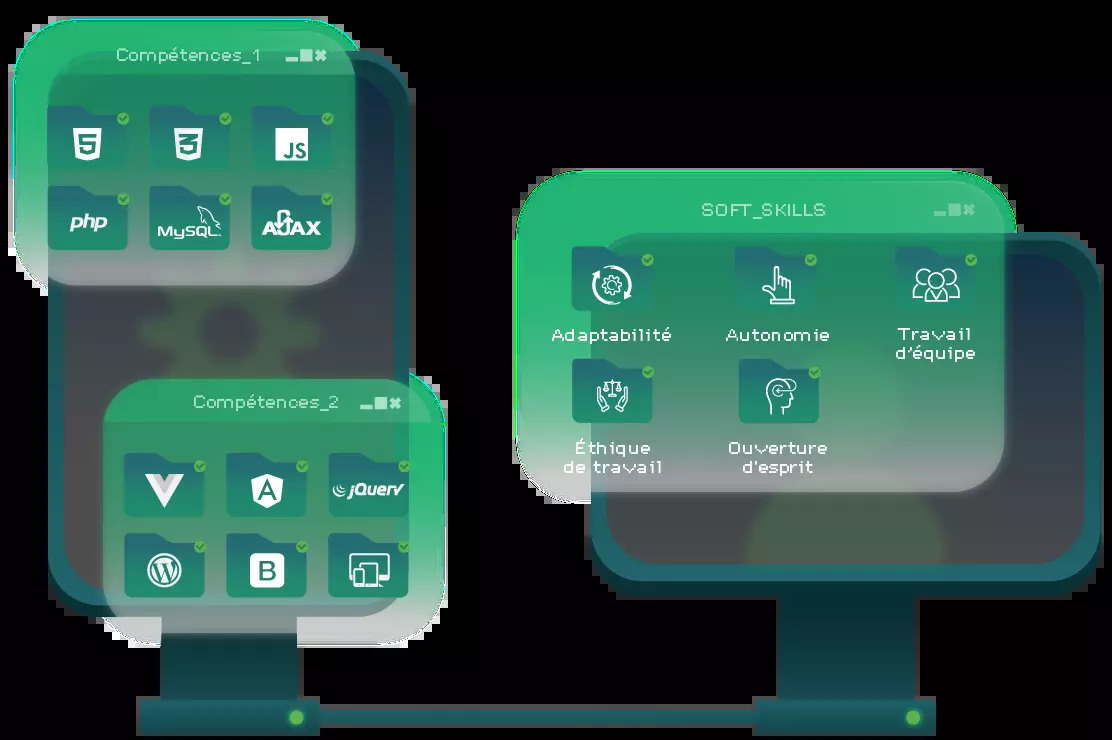 Compétences_1
5
3
JS
php
MySQL
AJAX
Compétences_2
A
jQuery
W
B
SOFT_SKILLS
Adaptabilité
Autonomie
Travail
d'équipe
Éthique
de travail
Ouverture
d'esprit